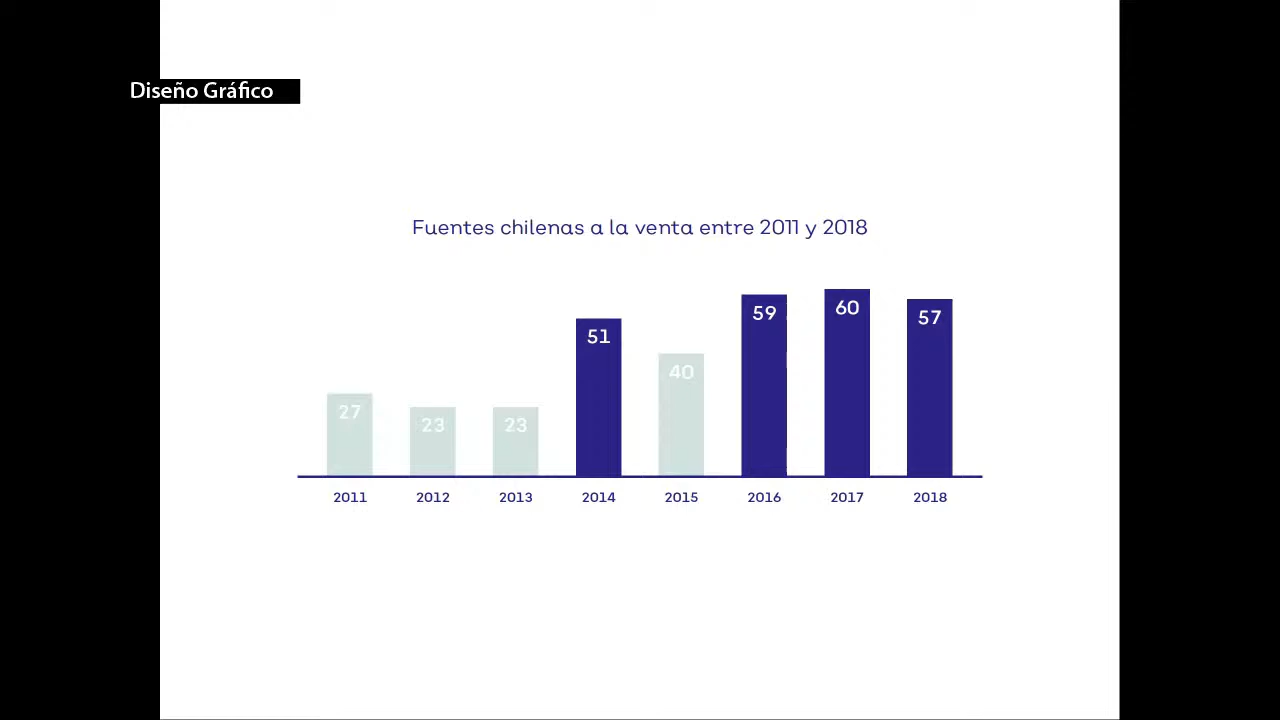 Diseño Gráfico
Fuentes chilenas a la venta entre 2011 y 2018
27 23 23 51 40 59 60 57
2011 2012 2013 2014 2015 2016 2017 2018